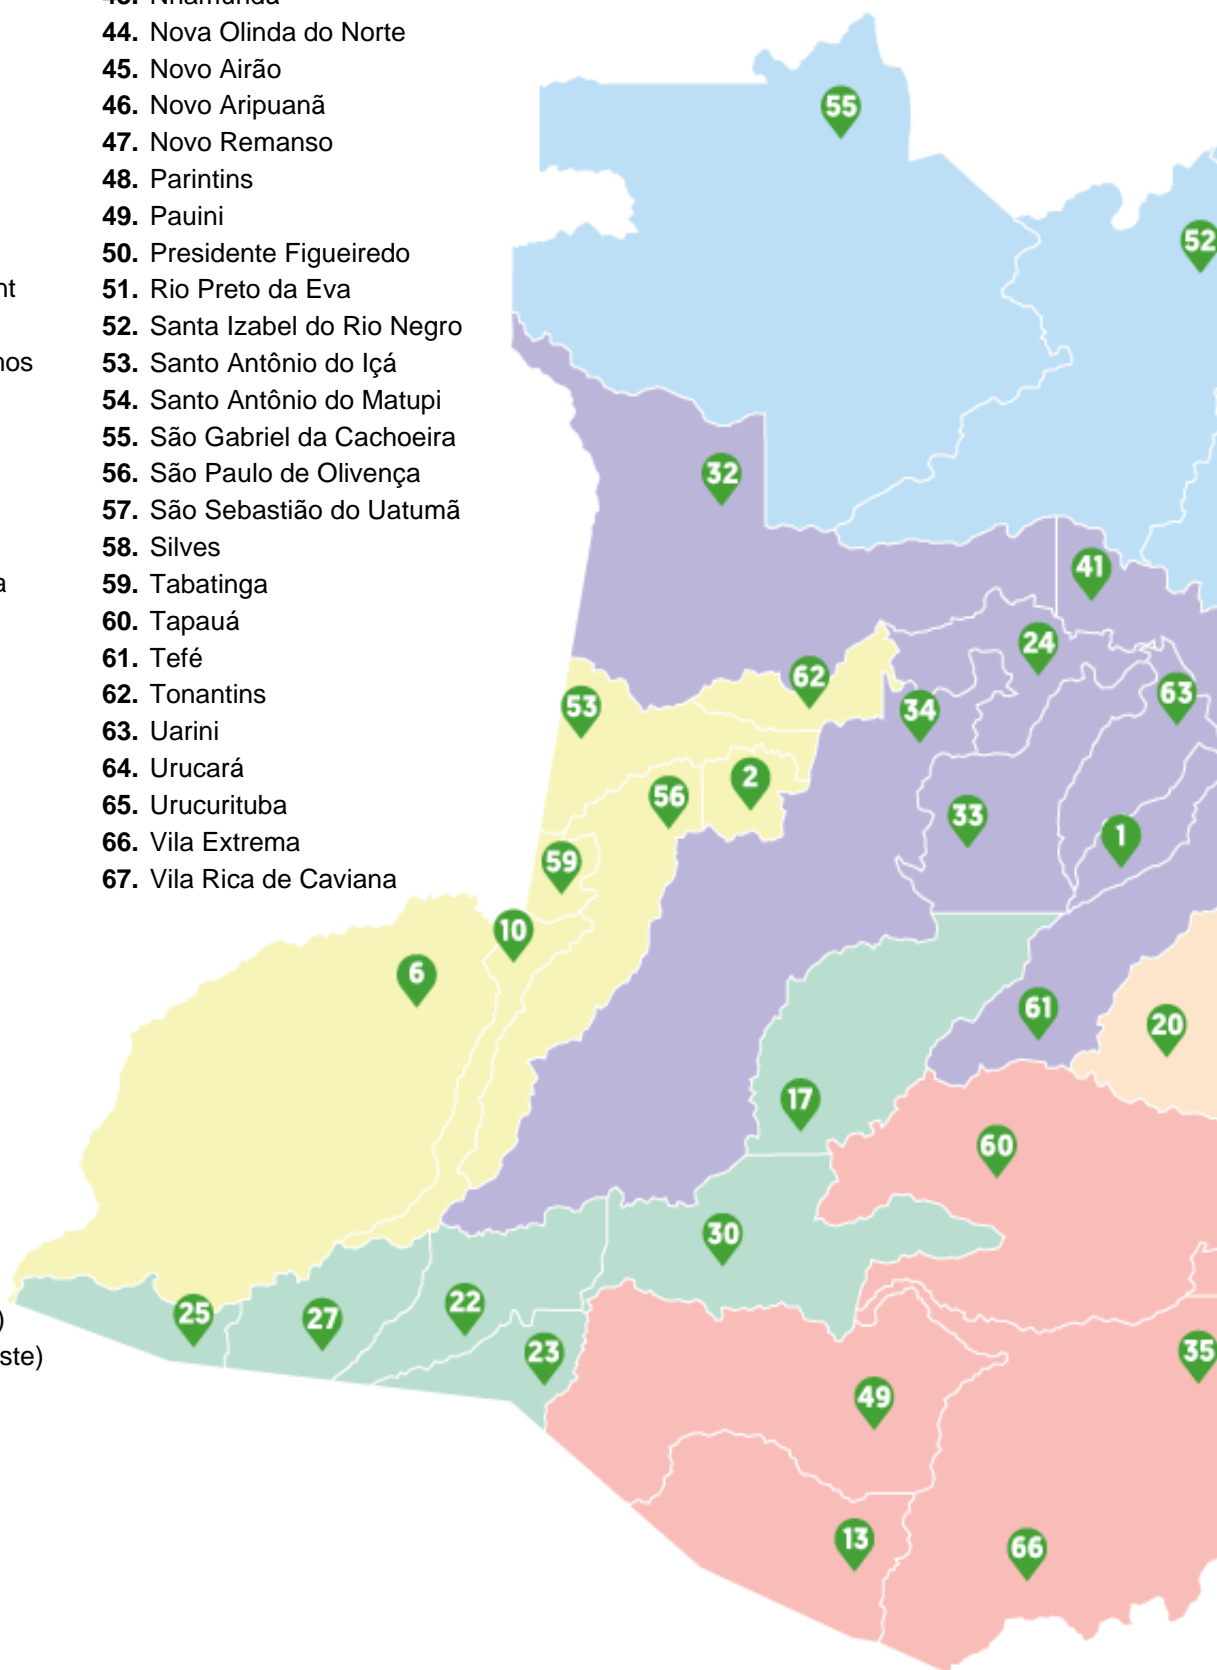 44. Nova Olinda do Norte
45. Novo Airão
46. Novo Aripuanã
47. Novo Remanso
48. Parintins
49. Pauini
50. Presidente Figueiredo
51. Rio Preto da Eva
52. Santa Izabel do Rio Negro
53. Santo Antônio do Içá
54. Santo Antônio do Matupi
55. São Gabriel da Cachoeira
56. São Paulo de Olivença
57. São Sebastião do Uatumã
58. Silves
59. Tabatinga
60. Tapauá
61. Tefé
62. Tonantins
63. Uarini
64. Urucará
65. Urucurituba
66. Vila Extrema
67. Vila Rica de Caviana
nt
nos
a
)
ste)
55
52
32
41
24
62
63
34
53
2
56
33
1
59
10
6
61
20
17
60
30
22
25
27
23
35
49
13
66